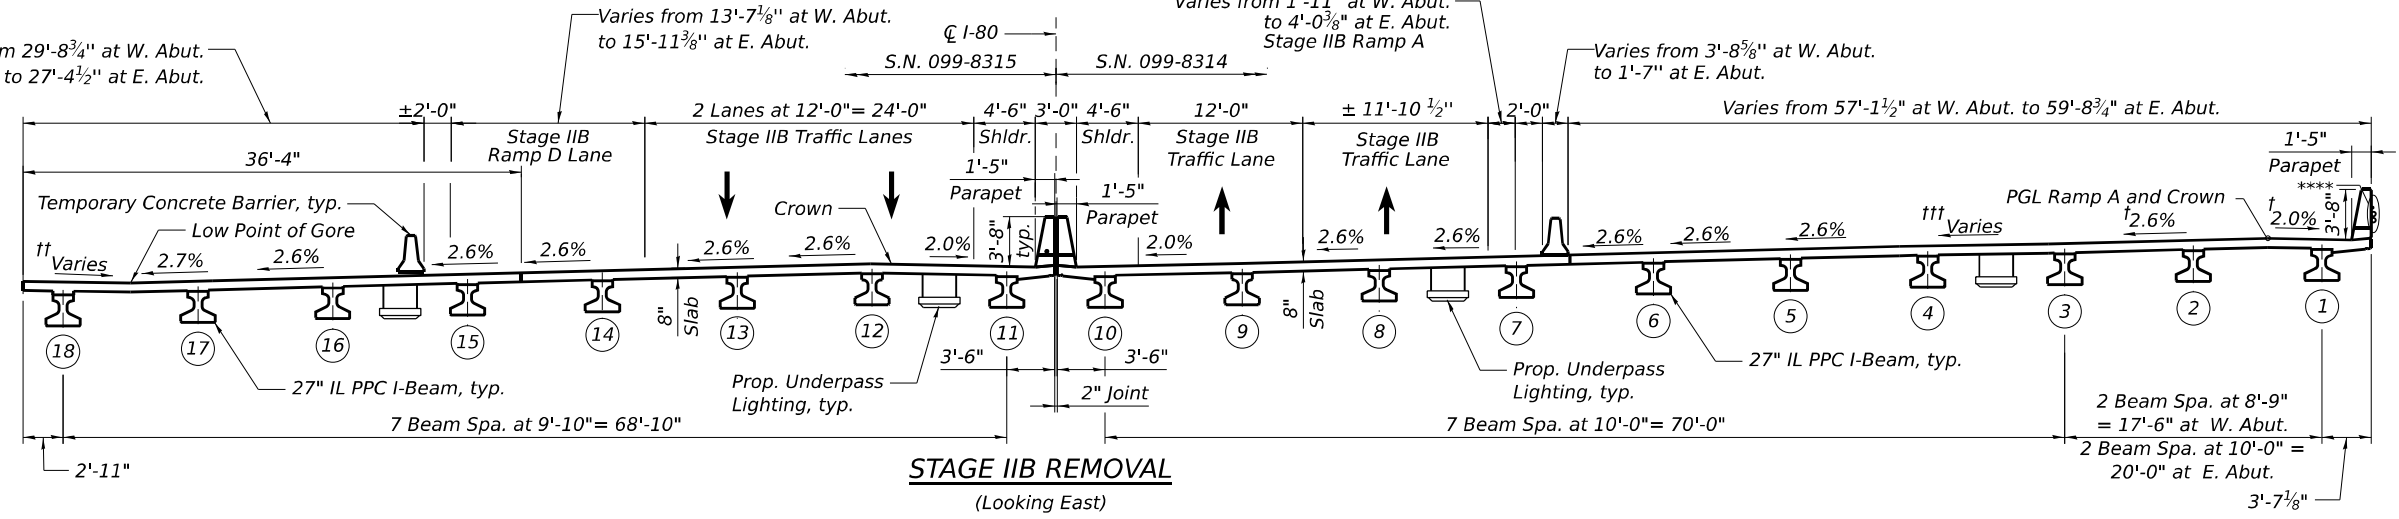 m 29'-8¾'' at W. Abut.
to 27'-4½'' at E. Abut.
Varies from 13'-7⅛'' at W. Abut.
to 15'-11⅜'' at E. Abut.
℄ I-80
S.N. 099-8315
S.N. 099-8314
Varies from 1'-11" at W. Abut.
to 4'-0⅜" at E. Abut.
Stage IIB Ramp A
Varies from 3'-8⅝'' at W. Abut.
to 1'-7'' at E. Abut.
±2'-0"
2 Lanes at 12'-0"= 24'-0"
4'-6"
3'-0"
4'-6"
12'-0"
± 11'-10 ½''
2'-0"
Varies from 57'-1½" at W. Abut. to 59'-8¾" at E. Abut.
Stage IIB
Ramp D Lane
Stage IIB Traffic Lanes
Shldr.
Shldr.
Stage IIB
Traffic Lane
Stage IIB
Traffic Lane
36'-4"
1'-5"
Parapet
1'-5"
Parapet
1'-5"
Parapet
****
3'-8"
Temporary Concrete Barrier, typ.
Low Point of Gore
Crown
3'-8"
typ.
PGL Ramp A and Crown
††
Varies
2.7%
2.6%
2.6%
2.6%
2.6%
2.6%
2.0%
2.0%
2.6%
2.6%
2.6%
2.6%
2.6%
†††
Varies
†
2.6%
†
2.0%
8"
Slab
8"
Slab
18
17
16
15
14
13
12
11
10
9
8
7
6
5
4
3
2
1
27" IL PPC I-Beam, typ.
Prop. Underpass
Lighting, typ.
3'-6"
3'-6"
2" Joint
Prop. Underpass
Lighting, typ.
27" IL PPC I-Beam, typ.
7 Beam Spa. at 9'-10"= 68'-10"
7 Beam Spa. at 10'-0"= 70'-0"
2 Beam Spa. at 8'-9"
= 17'-6" at W. Abut.
2 Beam Spa. at 10'-0" =
20'-0" at E. Abut.
2'-11"
3'-7⅛"
STAGE IIB REMOVAL
(Looking East)